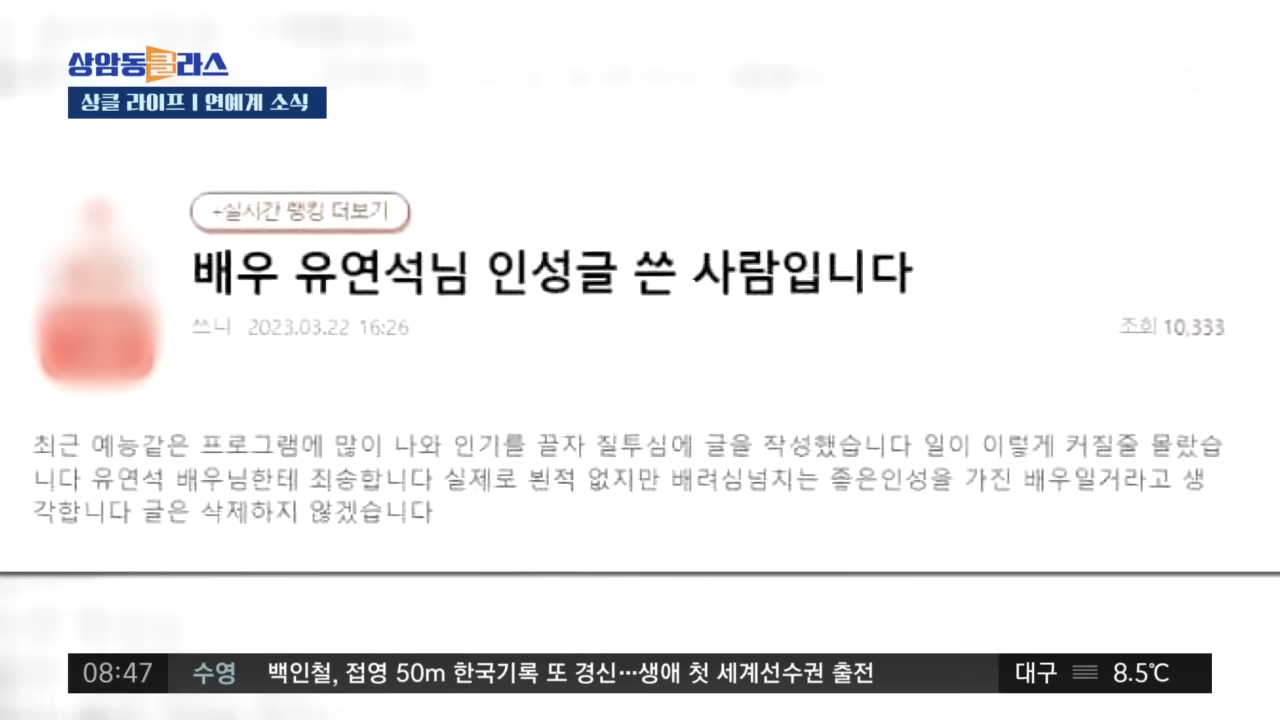 상암동클라스
상클 라이프 | 연예계 소식
+실시간 랭킹 더보기
배우 유연석님 인성글 쓴 사람입니다
쓰니 2023.03.22 16:26
조회 10,333
최근 예능같은 프로그램에 많이 나와 인기를 끌자 질투심에 글을 작성했습니다 일이 이렇게 커질줄 몰랐습
니다 유연석 배우님한테 죄송합니다 실제로 뵌적 없지만 배려심넘치는 좋은인성을 가진 배우일거라고 생
각합니다 글은 삭제하지 않겠습니다
08:47 수영 백인철, 접영 50m 한국기록 또 경신…생애 첫 세계선수권 출전 대구 8.5℃